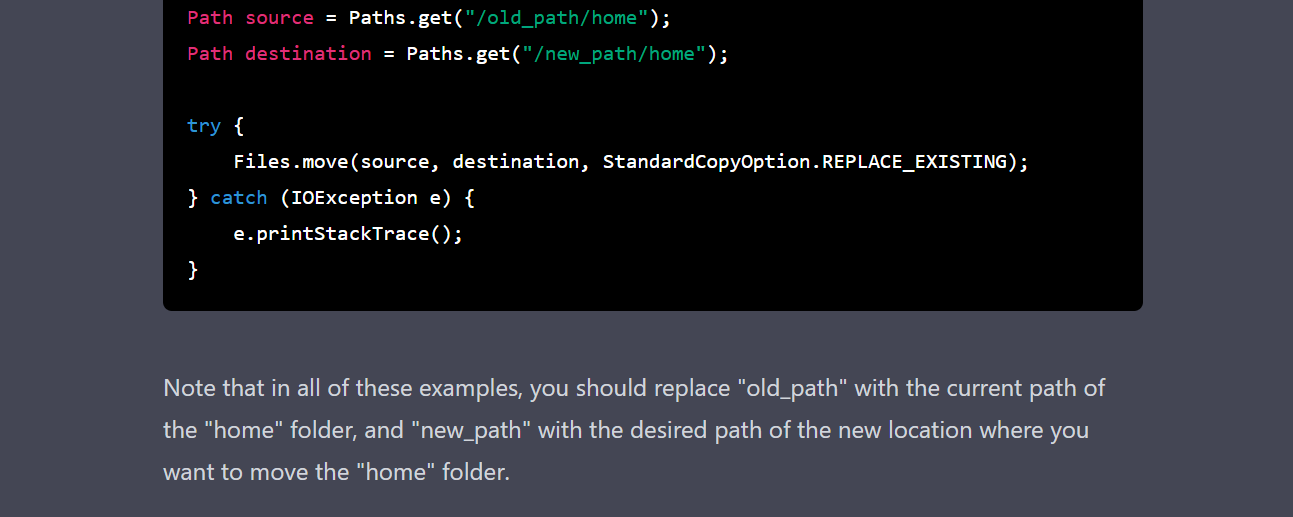 Path source = Paths.get("/old_path/home");
Path destination = Paths.get("/new_path/home");
try {
    Files.move(source, destination, StandardCopyOption.REPLACE_EXISTING);
} catch (IOException e) {
    e.printStackTrace();
}
Note that in all of these examples, you should replace "old_path" with the current path of
the "home" folder, and "new_path" with the desired path of the new location where you
want to move the "home" folder.